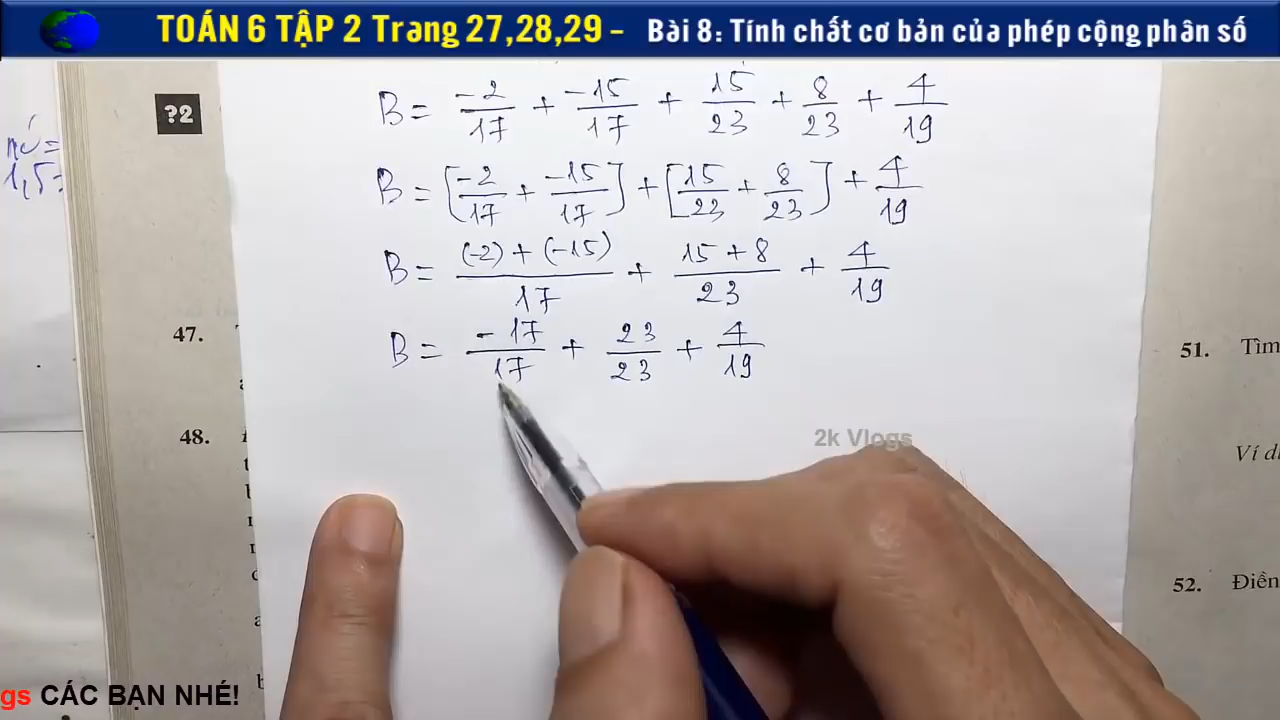 TOÁN 6 TẬP 2 Trang 27,28,29 - Bài 8: Tính chất cơ bản của phép cộng phân số
?2
B = -2/17 + -15/17 + 15/23 + 8/23 + 4/19
B = [-2/17 + -15/17] + [15/23 + 8/23] + 4/19
B = (-2) + (-15)/17 + 15 + 8/23 + 4/19
B = -17/17 + 23/23 + 4/19
47.
48.
51. Tìm
Ví d
52. Điền
2k Vlogs
gs CÁC BẠN NHÉ!